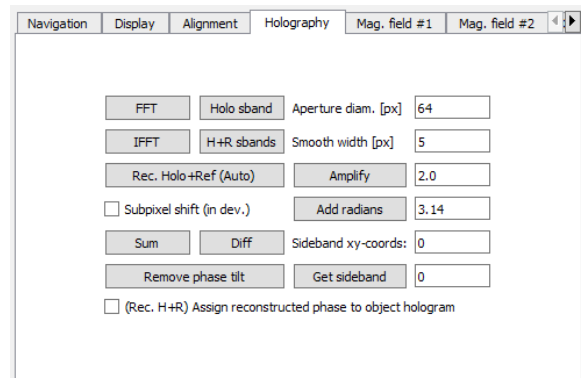 Navigation Display Alignment Holography Mag. field #1 Mag. field #2
FFT Holo sband Aperture diam. [px] 64
IFFT H+R sbands Smooth width [px] 5
Rec. Holo+Ref (Auto) Amplify 2.0
Subpixel shift (in dev.) Add radians 3.14
Sum Diff Sideband xy-coords: 0
Remove phase tilt Get sideband 0
(Rec. H+R) Assign reconstructed phase to object hologram